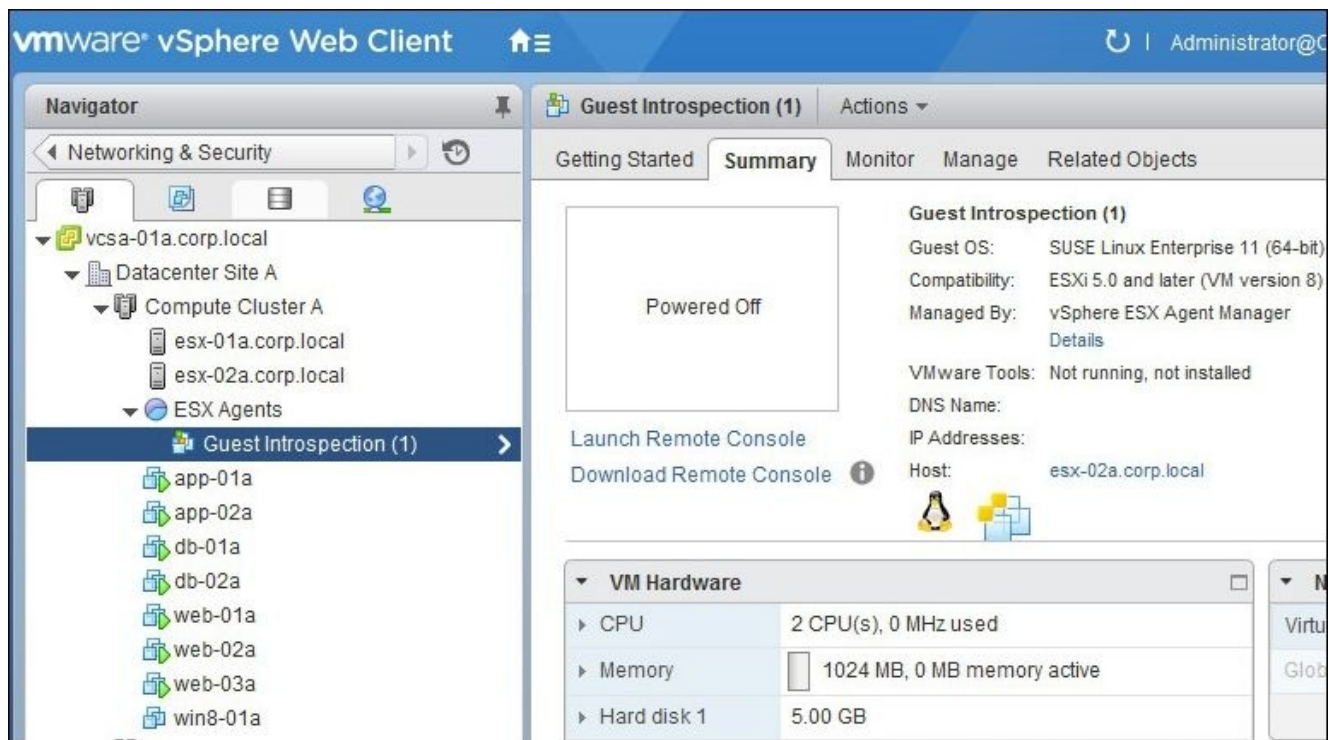 vmware® vSphere Web Client
Administrator@
Navigator
Networking & Security
vcsa-01a.corp.local
Datacenter Site A
Compute Cluster A
esx-01a.corp.local
esx-02a.corp.local
ESX Agents
Guest Introspection (1)
app-01a
app-02a
db-01a
db-02a
web-01a
web-02a
web-03a
win8-01a
Guest Introspection (1) Actions
Getting Started Summary Monitor Manage Related Objects
Powered Off
Launch Remote Console
Download Remote Console
Guest Introspection (1)
Guest OS: SUSE Linux Enterprise 11 (64-bit)
Compatibility: ESXi 5.0 and later (VM version 8)
Managed By: vSphere ESX Agent Manager
Details
VMware Tools: Not running, not installed
DNS Name:
IP Addresses:
Host: esx-02a.corp.local
VM Hardware
CPU 2 CPU(s), 0 MHz used
Memory 1024 MB, 0 MB memory active
Hard disk 1 5.00 GB
N
Virtu
Glob